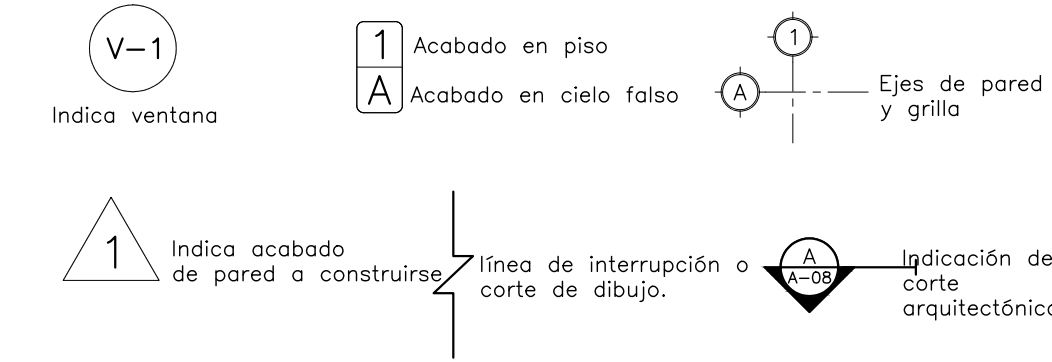 V-1
Indica ventana
1
Acabado en piso
A
Acabado en cielo falso
1
A
Ejes de pared
y grilla
1
Indica acabado
de pared a construirse
línea de interrupción o
corte de dibujo.
A
A-08
Indicación de
corte
arquitectónico